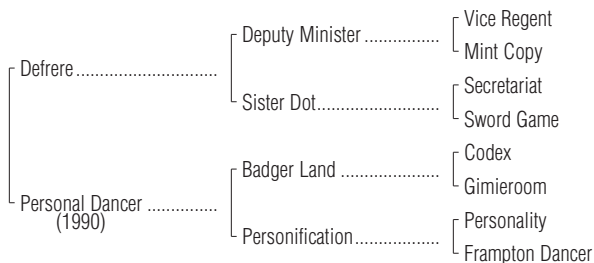 Vice Regent
Deputy Minister ................
Mint Copy
Defrere.............................
Secretariat
Sister Dot.........................
Sword Game
Codex
Badger Land ....................
Gimieroom
Personal Dancer ..............
(1990)
Personality
Personification.................
Frampton Dancer